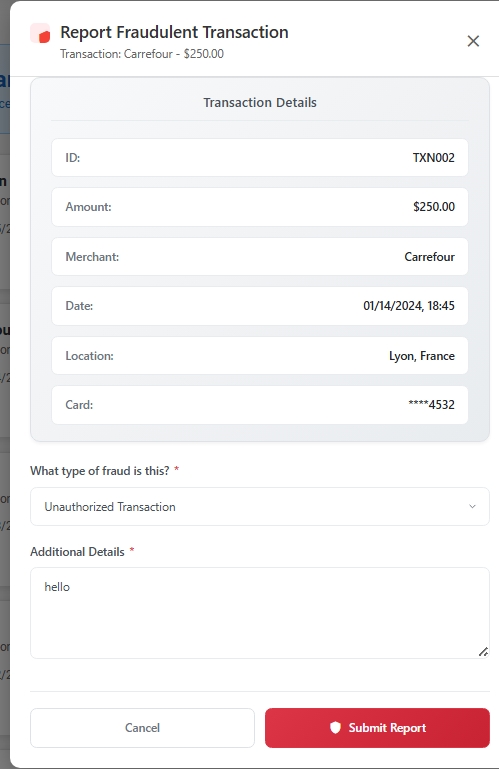 Report Fraudulent Transaction
Transaction: Carrefour - $250.00
Transaction Details
ID: TXN002
Amount: $250.00
Merchant: Carrefour
Date: 01/14/2024, 18:45
Location: Lyon, France
Card: ****4532
What type of fraud is this? *
Unauthorized Transaction
Additional Details *
hello
Cancel Submit Report